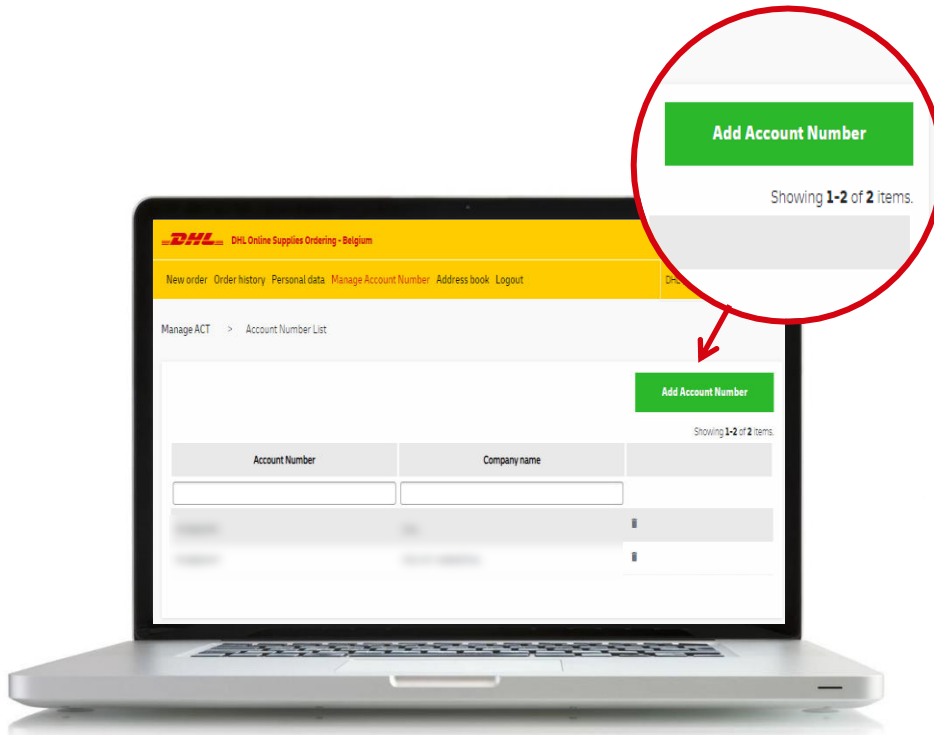 Add Account Number
Showing 1-2 of 2 items.
DHL DHL Online Supplies Ordering - Belgium
New order Order history Personal data Manage Account Number Address book Logout DHL
Manage ACT > Account Number List
Add Account Number
Showing 1-2 of 2 items.
Account Number Company name